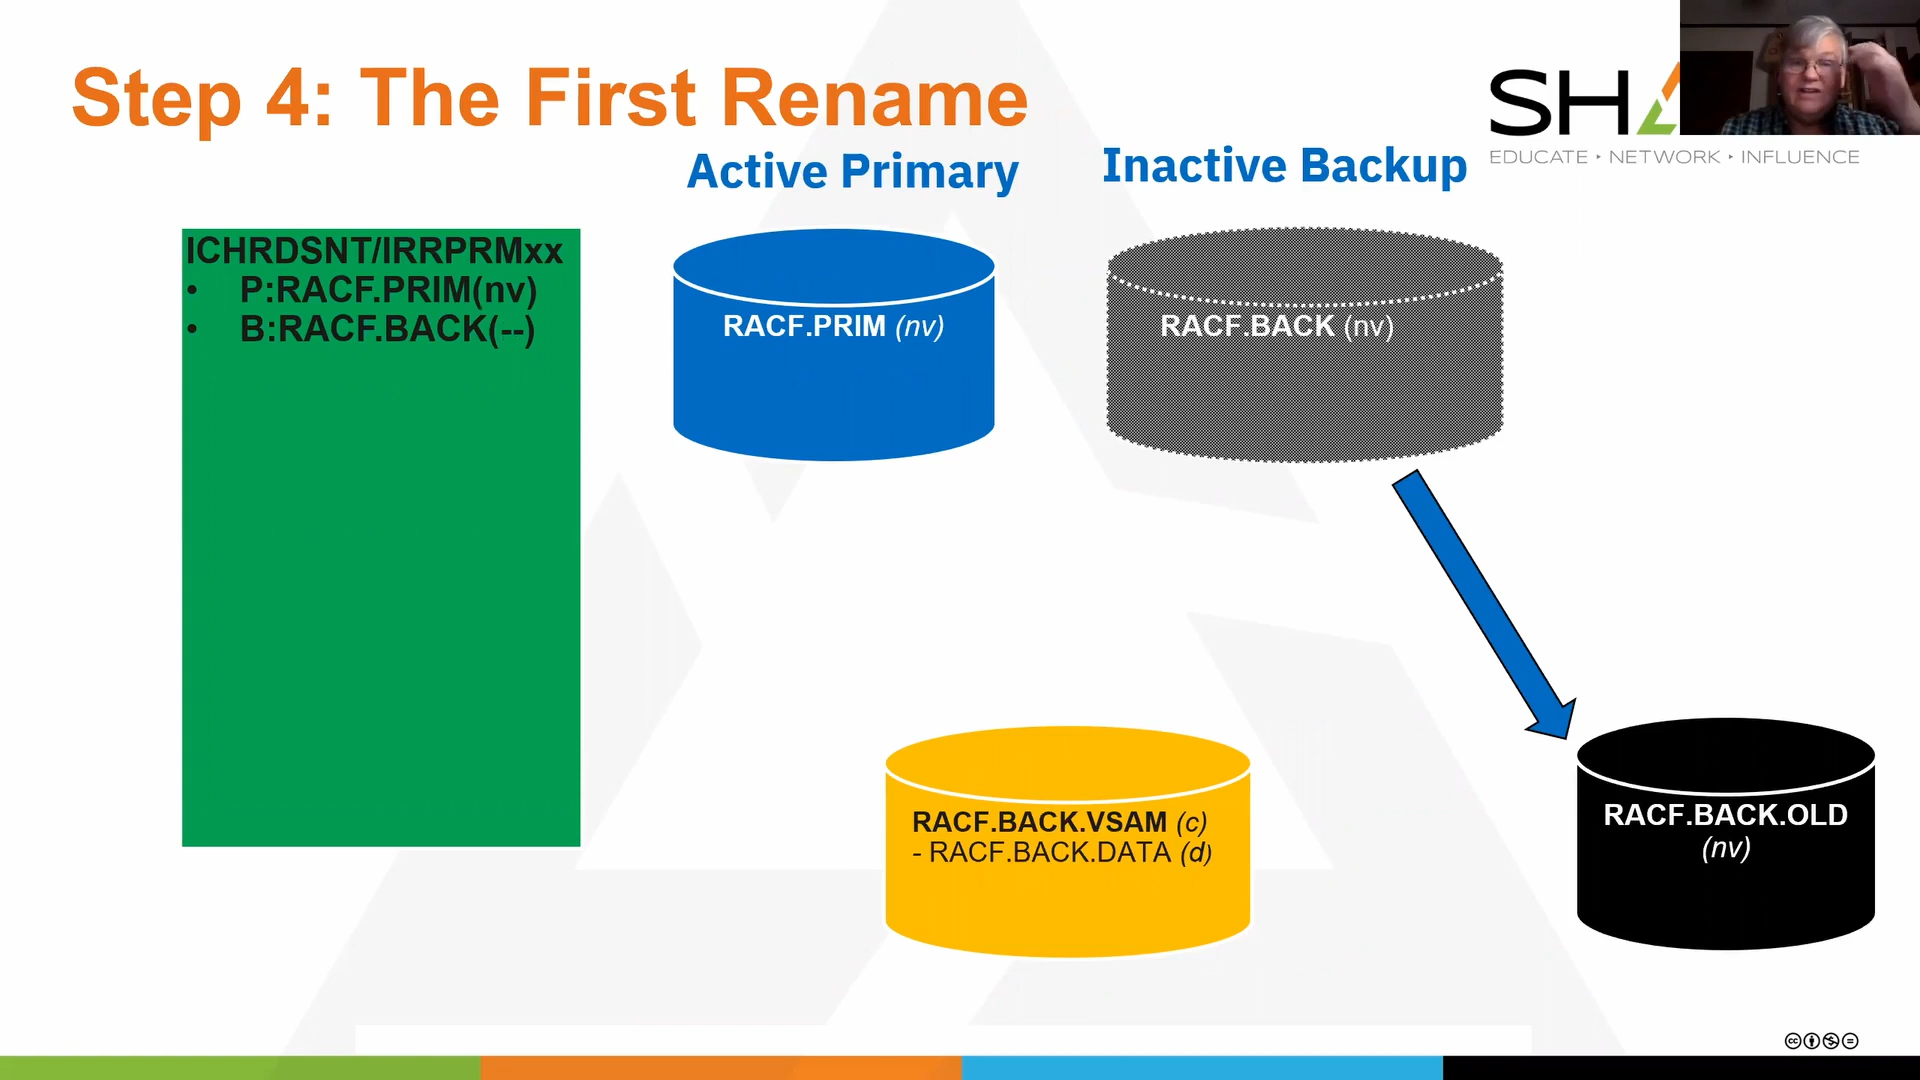 Step 4: The First Rename
SHA
EDUCATE ‣ NETWORK ‣ INFLUENCE
Active Primary
Inactive Backup
ICHRDSNT/IRRPRMxx
• P:RACF.PRIM(nv)
• B:RACF.BACK(--)
RACF.PRIM (nv)
RACF.BACK (nv)
RACF.BACK.VSAM (c)
- RACF.BACK.DATA (d)
RACF.BACK.OLD
(nv)